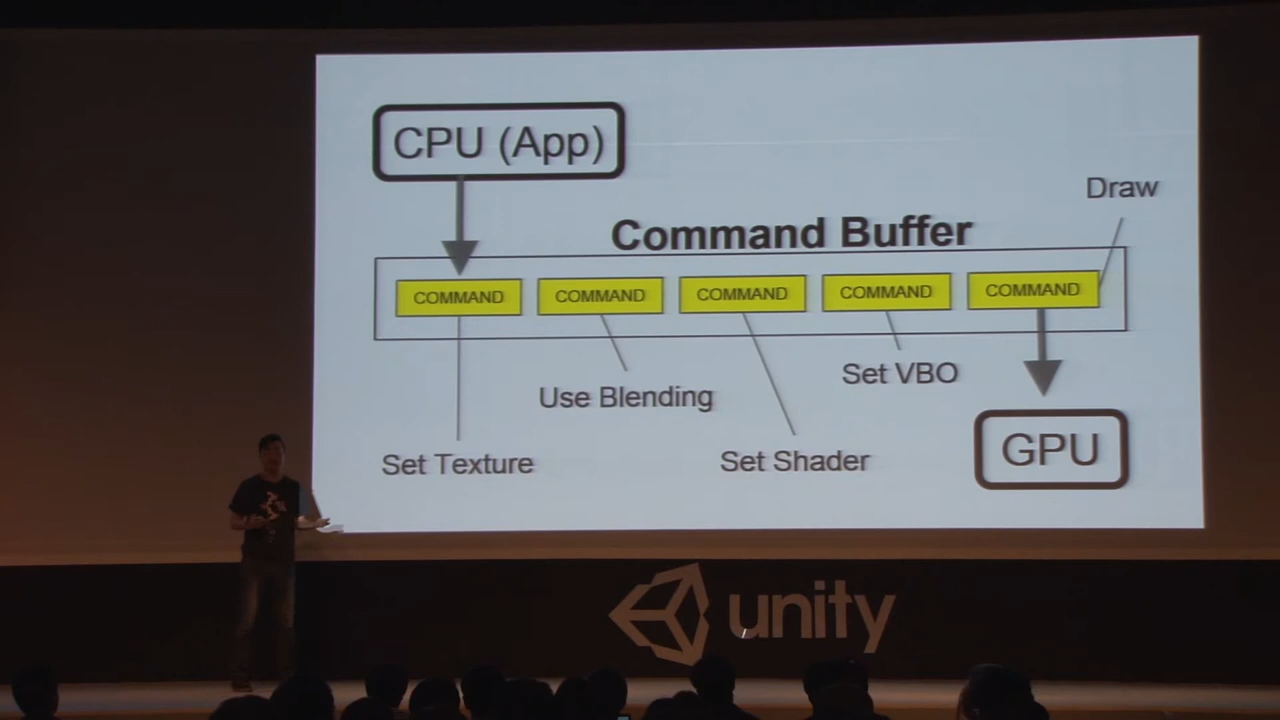 CPU (App)
Draw
Command Buffer
COMMAND COMMAND COMMAND COMMAND COMMAND
Set VBO
Use Blending
Set Texture
Set Shader
GPU
unity